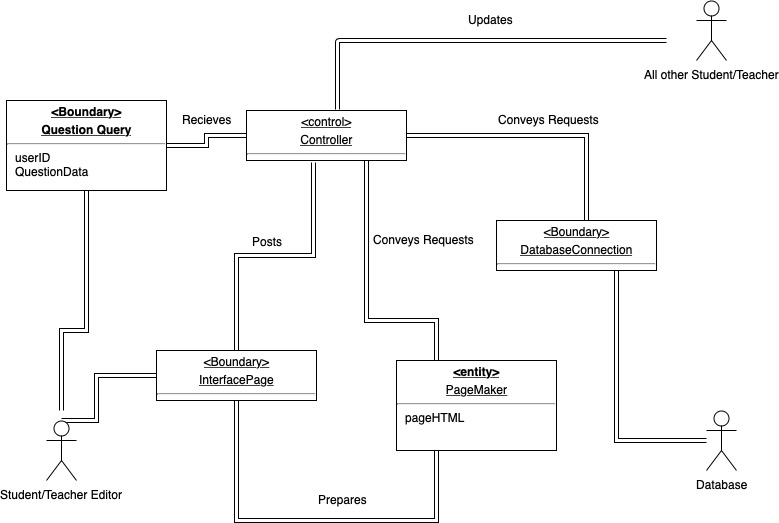 Updates
All other Student/Teacher
<Boundary>
Question Query
userID
QuestionData
Recieves
<control>
Controller
Conveys Requests
Posts
Conveys Requests
<Boundary>
DatabaseConnection
<Boundary>
InterfacePage
<entity>
PageMaker
pageHTML
Student/Teacher Editor
Prepares
Database